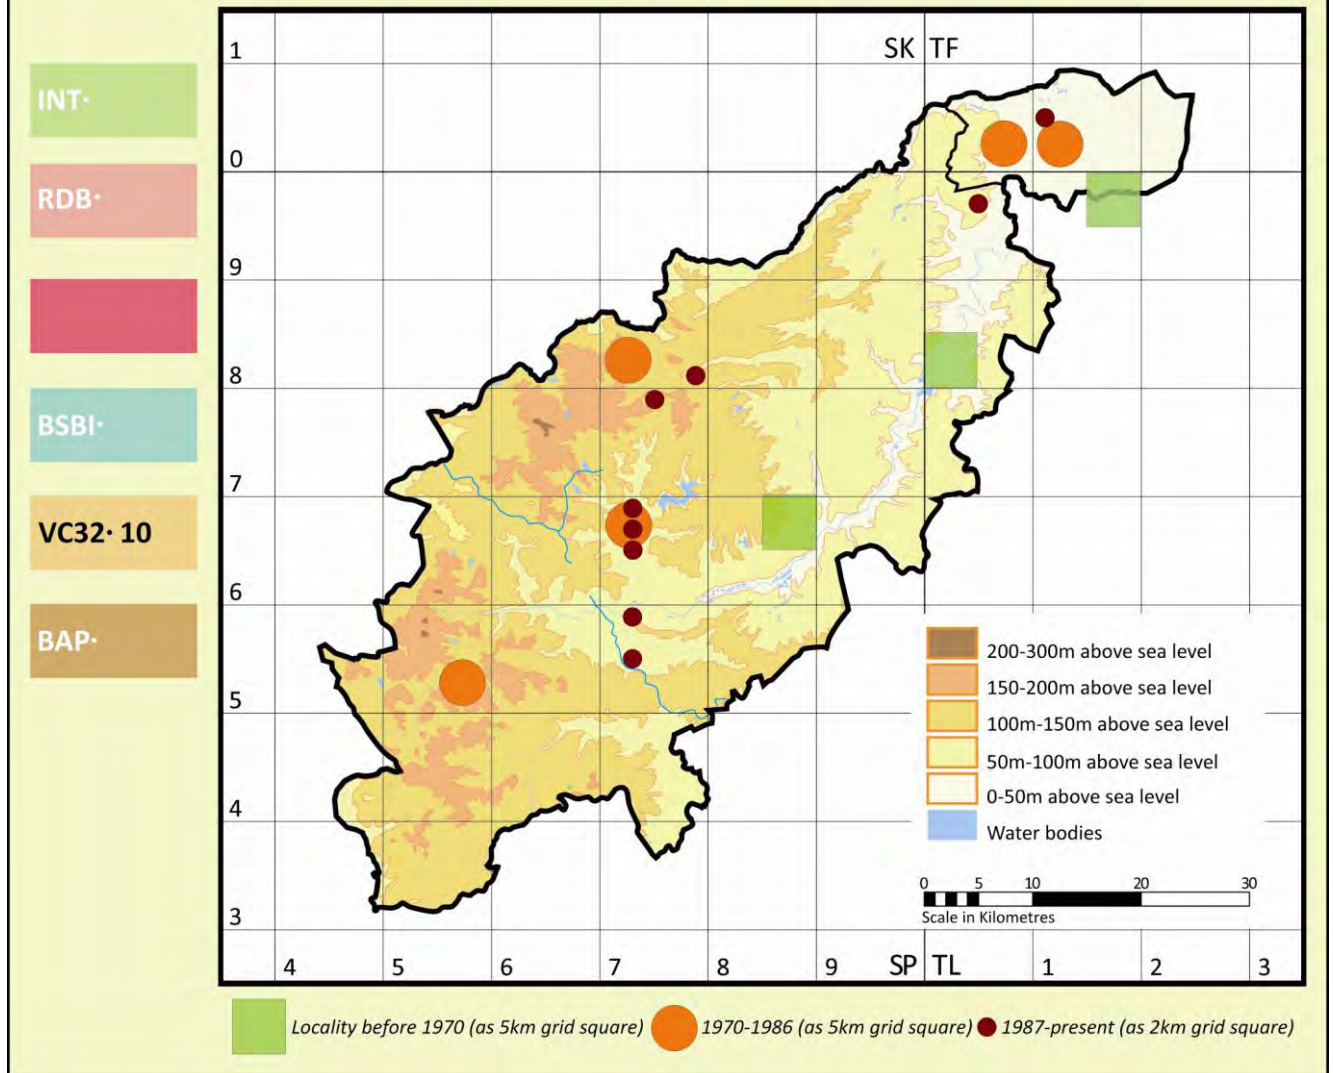 INT·
RDB·
BSBI·
VC32· 10
BAP·
SK TF
1
0
9
8
7
6
5
4
3
4 5 6 7 8 9 SP TL 1 2 3
200-300m above sea level
150-200m above sea level
100m-150m above sea level
50m-100m above sea level
0-50m above sea level
Water bodies
0 5 10 20 30
Scale in Kilometres
Locality before 1970 (as 5km grid square) 1970-1986 (as 5km grid square) 1987-present (as 2km grid square)